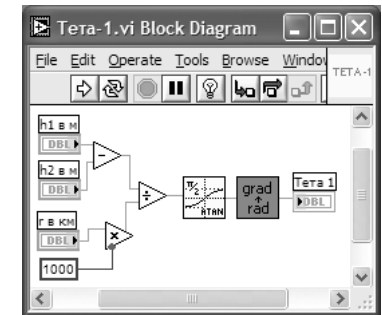 Тета-1.vi Block Diagram
File Edit Operate Tools Browse Window
ТЕТА-1
h1 в м
DBL
h2 в м
DBL
π/2
ATAN
grad
rad
Тета 1
DBL
r в км
DBL
1000